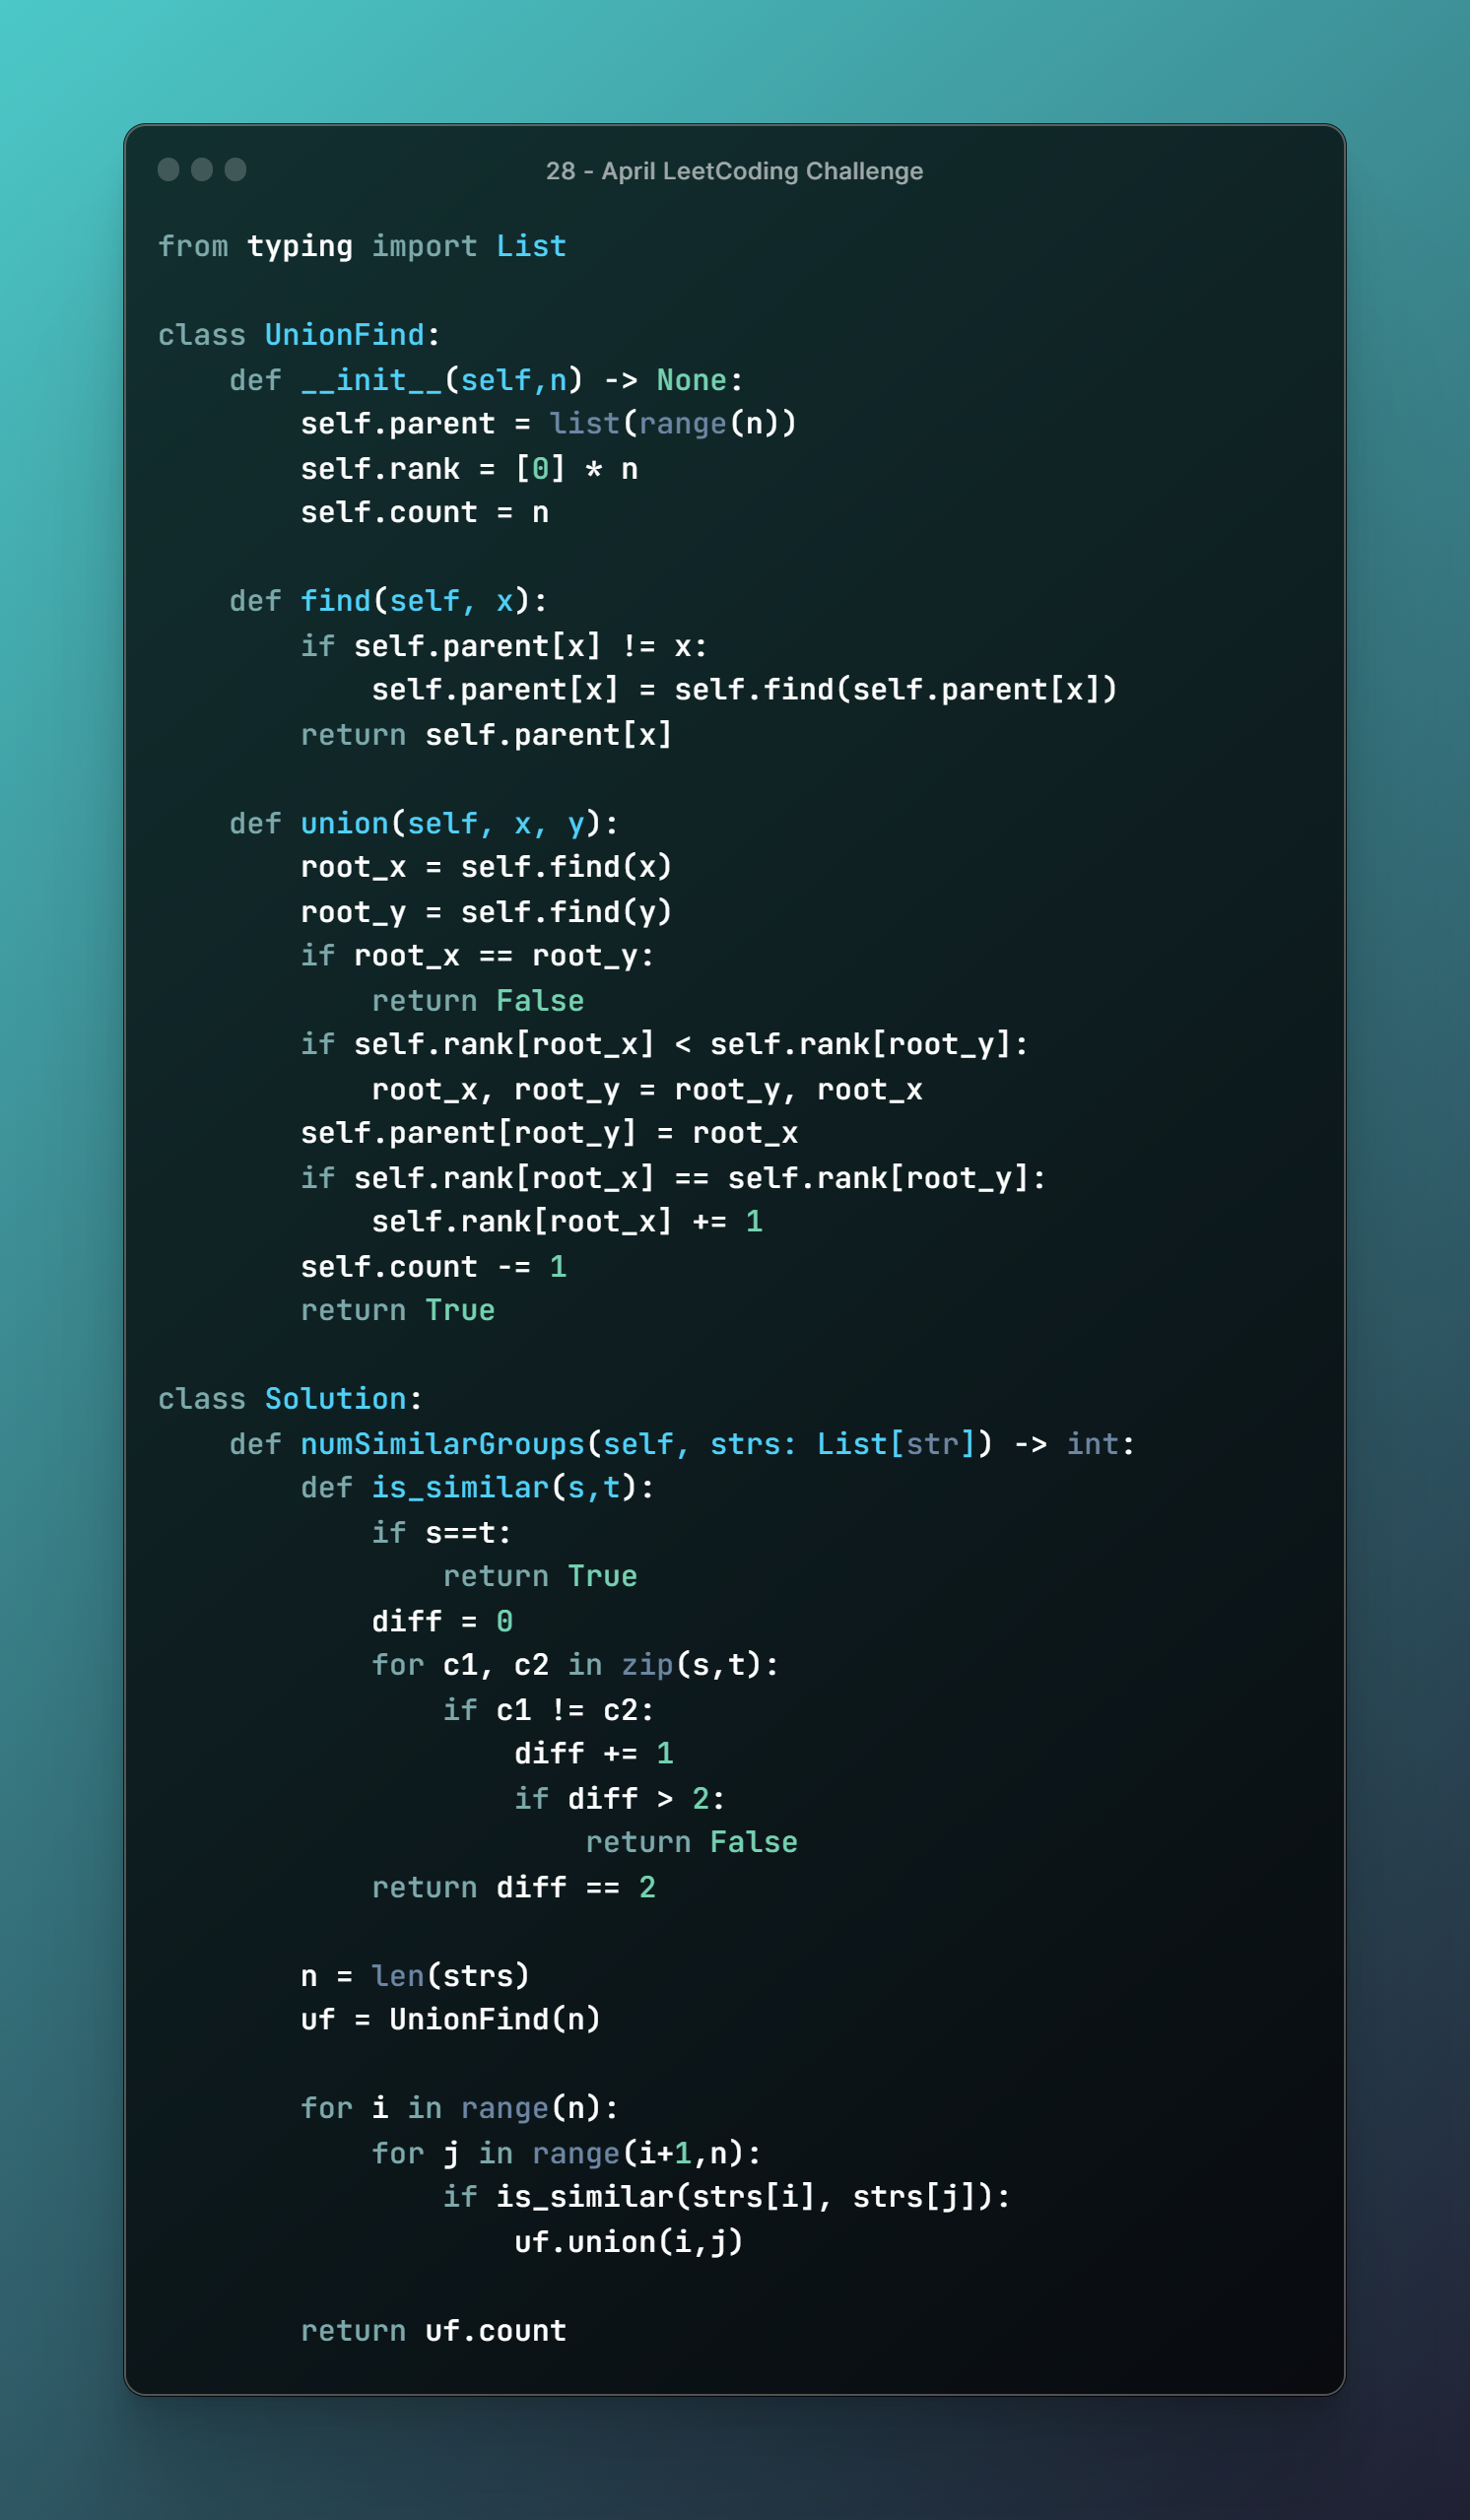 28 - April LeetCoding Challenge
from typing import List
class UnionFind:
    def __init__(self,n) -> None:
        self.parent = list(range(n))
        self.rank = [0] * n
        self.count = n
    def find(self, x):
        if self.parent[x] != x:
            self.parent[x] = self.find(self.parent[x])
        return self.parent[x]
    def union(self, x, y):
        root_x = self.find(x)
        root_y = self.find(y)
        if root_x == root_y:
            return False
        if self.rank[root_x] < self.rank[root_y]:
            root_x, root_y = root_y, root_x
        self.parent[root_y] = root_x
        if self.rank[root_x] == self.rank[root_y]:
            self.rank[root_x] += 1
        self.count -= 1
        return True
class Solution:
    def numSimilarGroups(self, strs: List[str]) -> int:
        def is_similar(s,t):
            if s==t:
                return True
            diff = 0
            for c1, c2 in zip(s,t):
                if c1 != c2:
                    diff += 1
                    if diff > 2:
                        return False
            return diff == 2
        n = len(strs)
        uf = UnionFind(n)
        for i in range(n):
            for j in range(i+1,n):
                if is_similar(strs[i], strs[j]):
                    uf.union(i,j)
        return uf.count